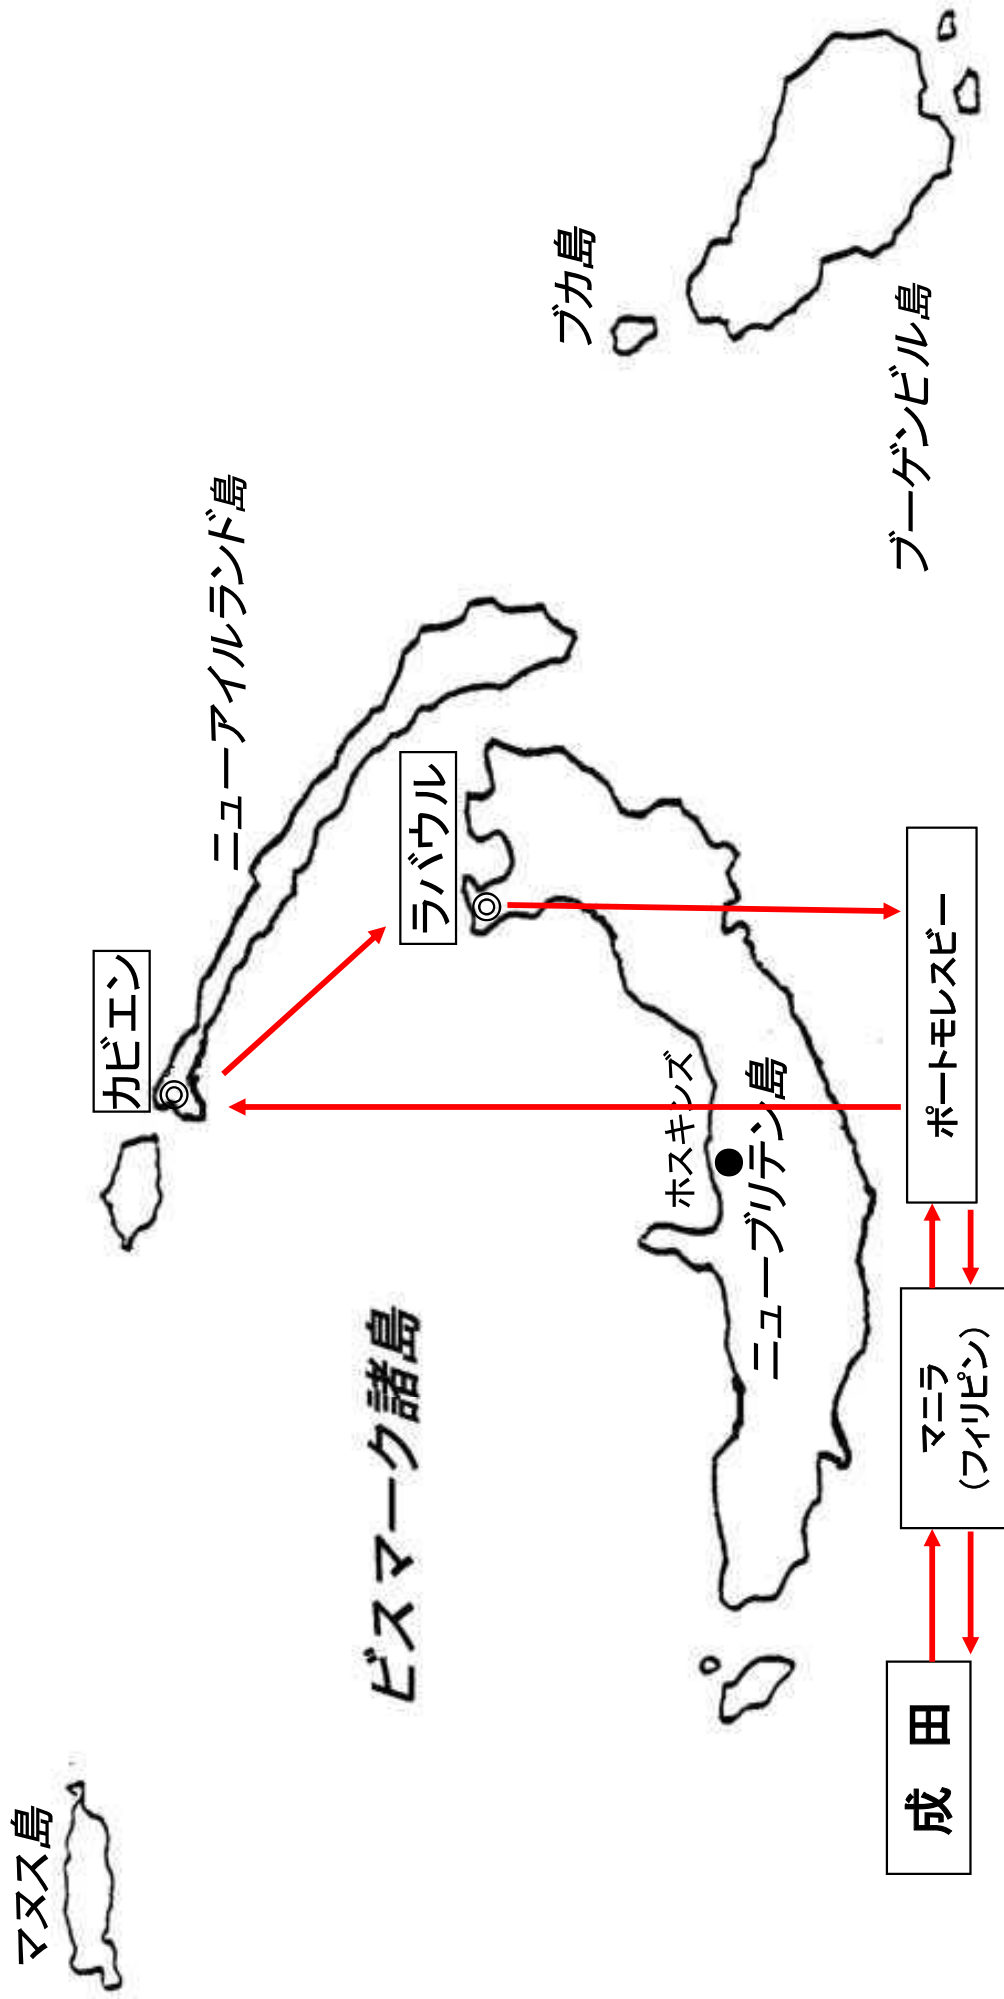 マヌス島
カビエン
ニューアイルランド島
ビスマーク諸島
ラバウル
ブカ島
ホスキンズ
ニューブリテン島
ブーゲンビル島
成田
マニラ
(フィリピン)
ポートモレスビー